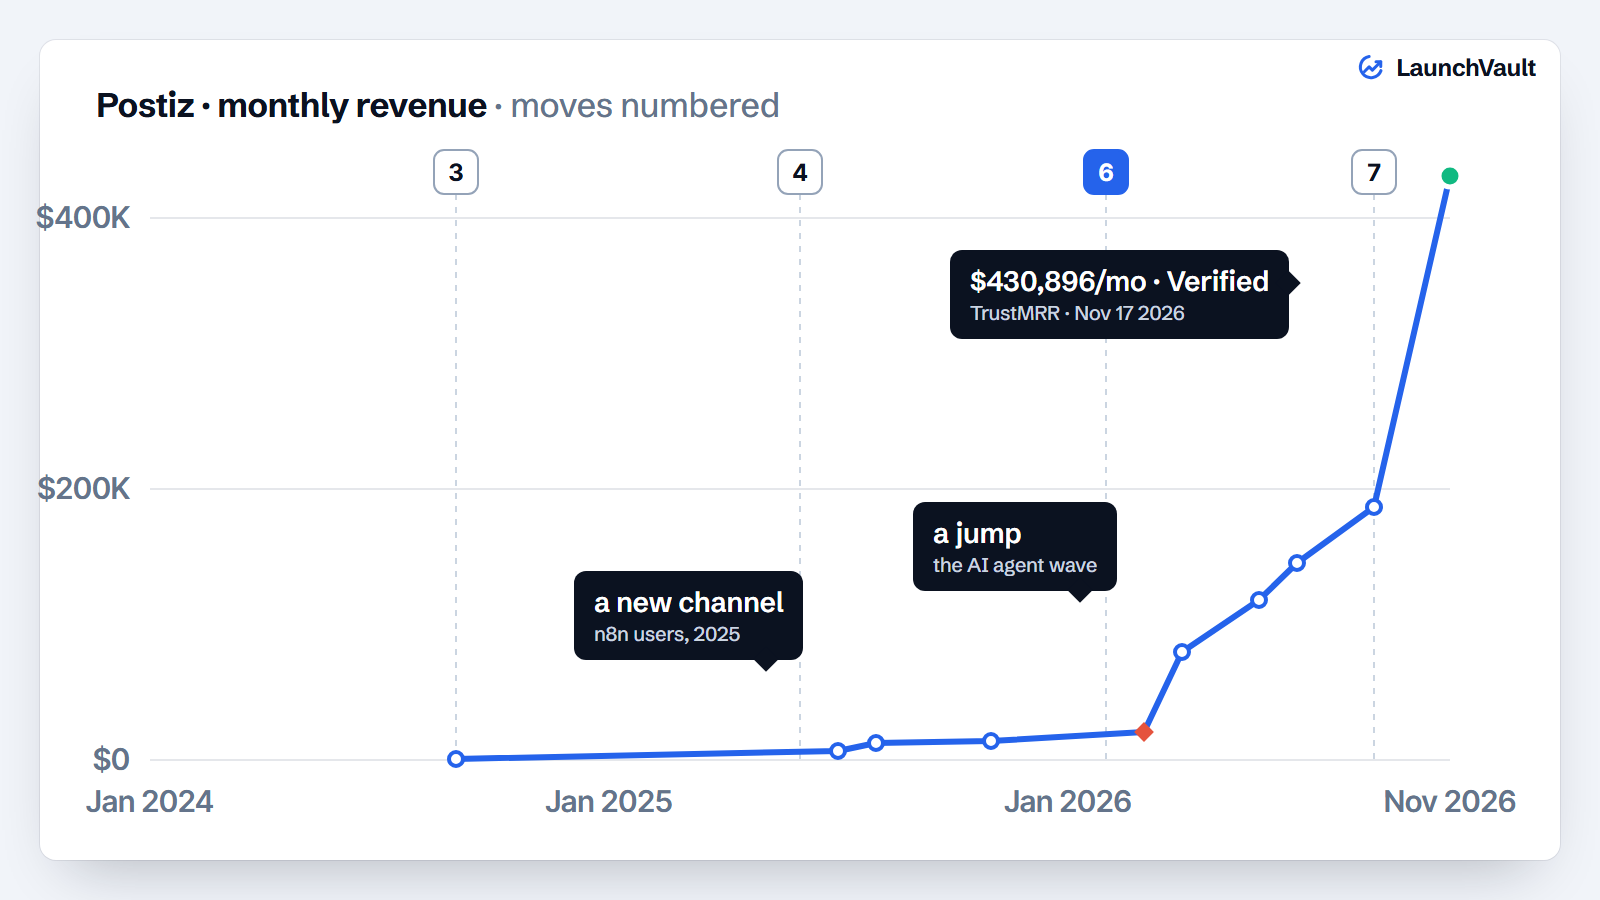 LaunchVault
Postiz · monthly revenue · moves numbered
3 4 6 7
$400K
$430,896/mo · Verified
TrustMRR · Nov 17 2026
$200K
a jump
the AI agent wave
a new channel
n8n users, 2025
$0
Jan 2024 Jan 2025 Jan 2026 Nov 2026